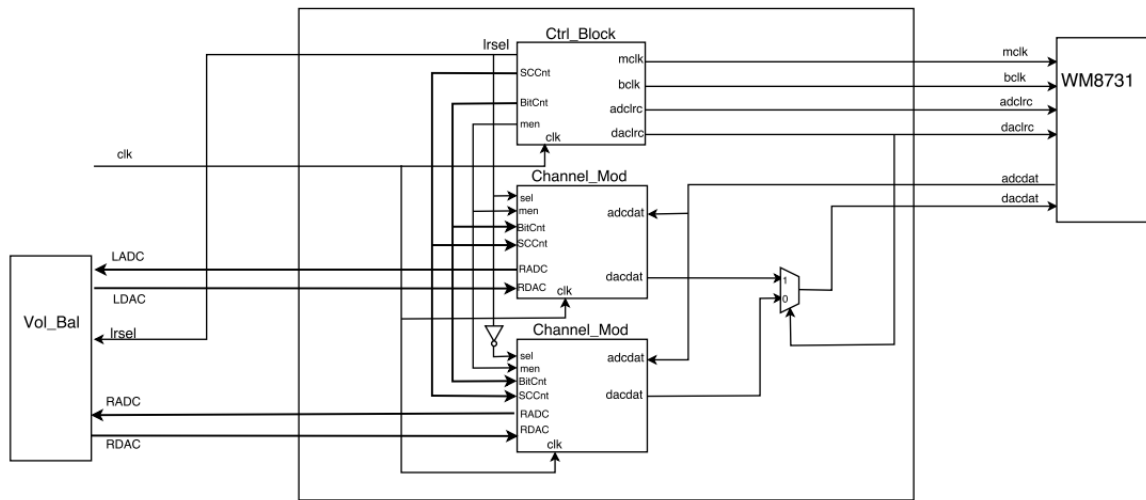 Ctrl_Block
lrsel
mclk
mclk
SCCnt
WM8731
bclk
bclk
BitCnt
adclrc
adclrc
men
daclrc
daclrc
clk
clk
Channel_Mod
adcdat
sel
men
adcdat
dacdat
BitCnt
SCCnt
LADC
RADC
dacdat
1
LDAC
RDAC
clk
0
Vol_Bal
lrsel
Channel_Mod
sel
adcdat
men
BitCnt
SCCnt
dacdat
RADC
RADC
RDAC
RDAC
clk